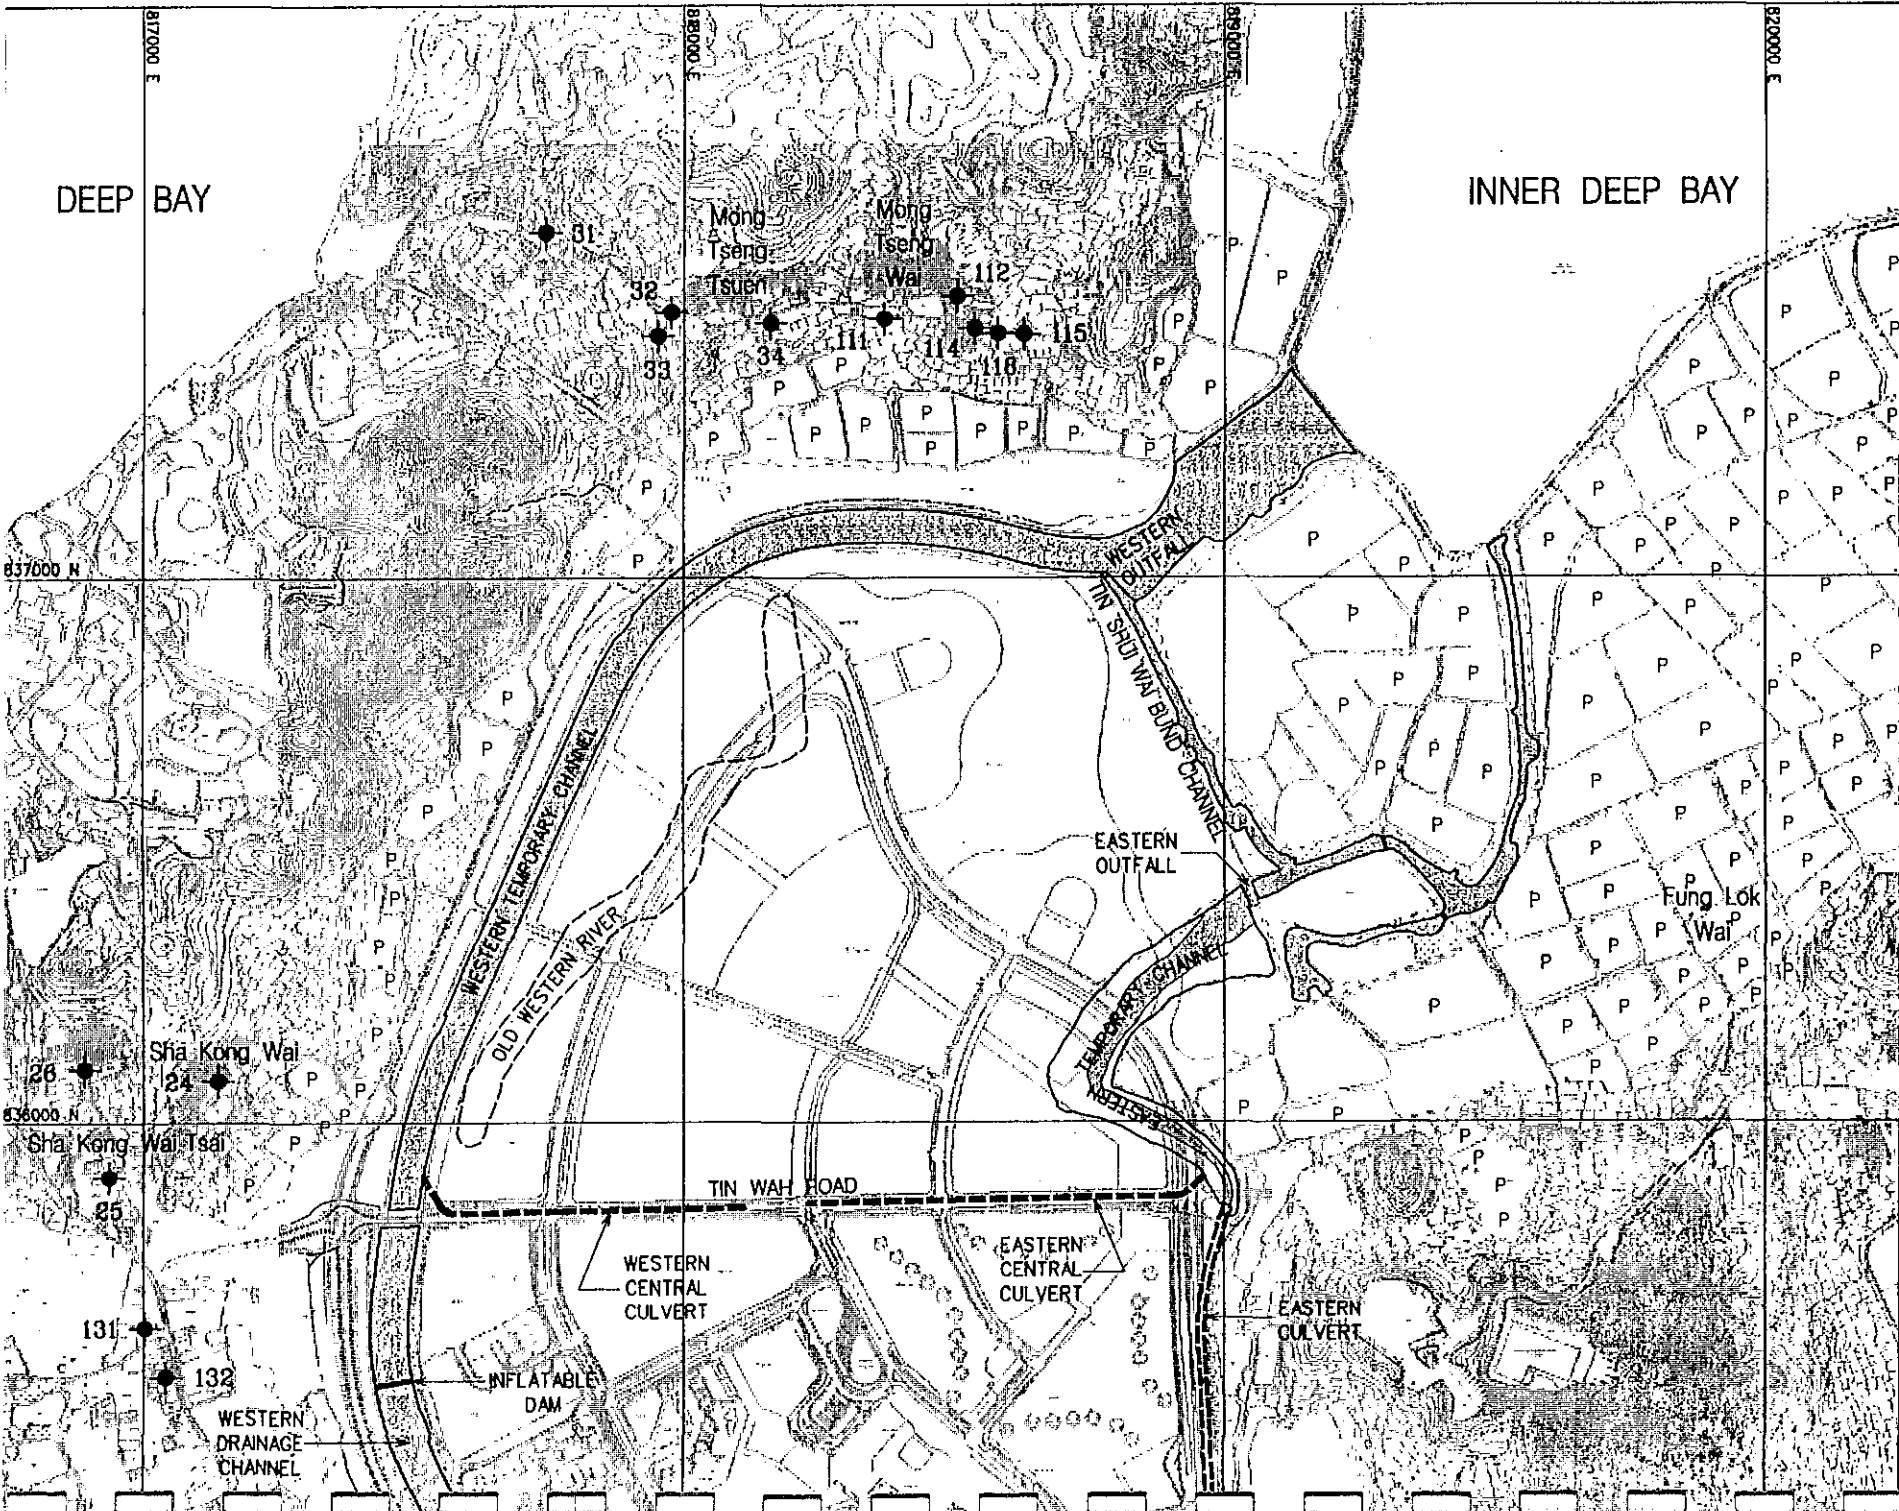 817000 E
818000 E
819000 E
820000 E
DEEP BAY
INNER DEEP BAY
31
Mong
Tseng
Tsuen
Mong
Tseng
Wai
32
33
34
111
112
114
115
P
837000 N
WESTERN
OUTFALL
TIN SHUI WAI BUND CHANNEL
WESTERN TEMPORARY CHANNEL
OLD WESTERN RIVER
EASTERN
OUTFALL
EASTERN TEMPORARY CHANNEL
Fung Lok
Wai
Sha Kong Wai
26
24
836000 N
Sha Kong Wai Tsai
25
TIN WAH ROAD
WESTERN
CENTRAL
CULVERT
EASTERN
CENTRAL
CULVERT
EASTERN
CULVERT
131
132
INFLATABLE
DAM
WESTERN
DRAINAGE
CHANNEL